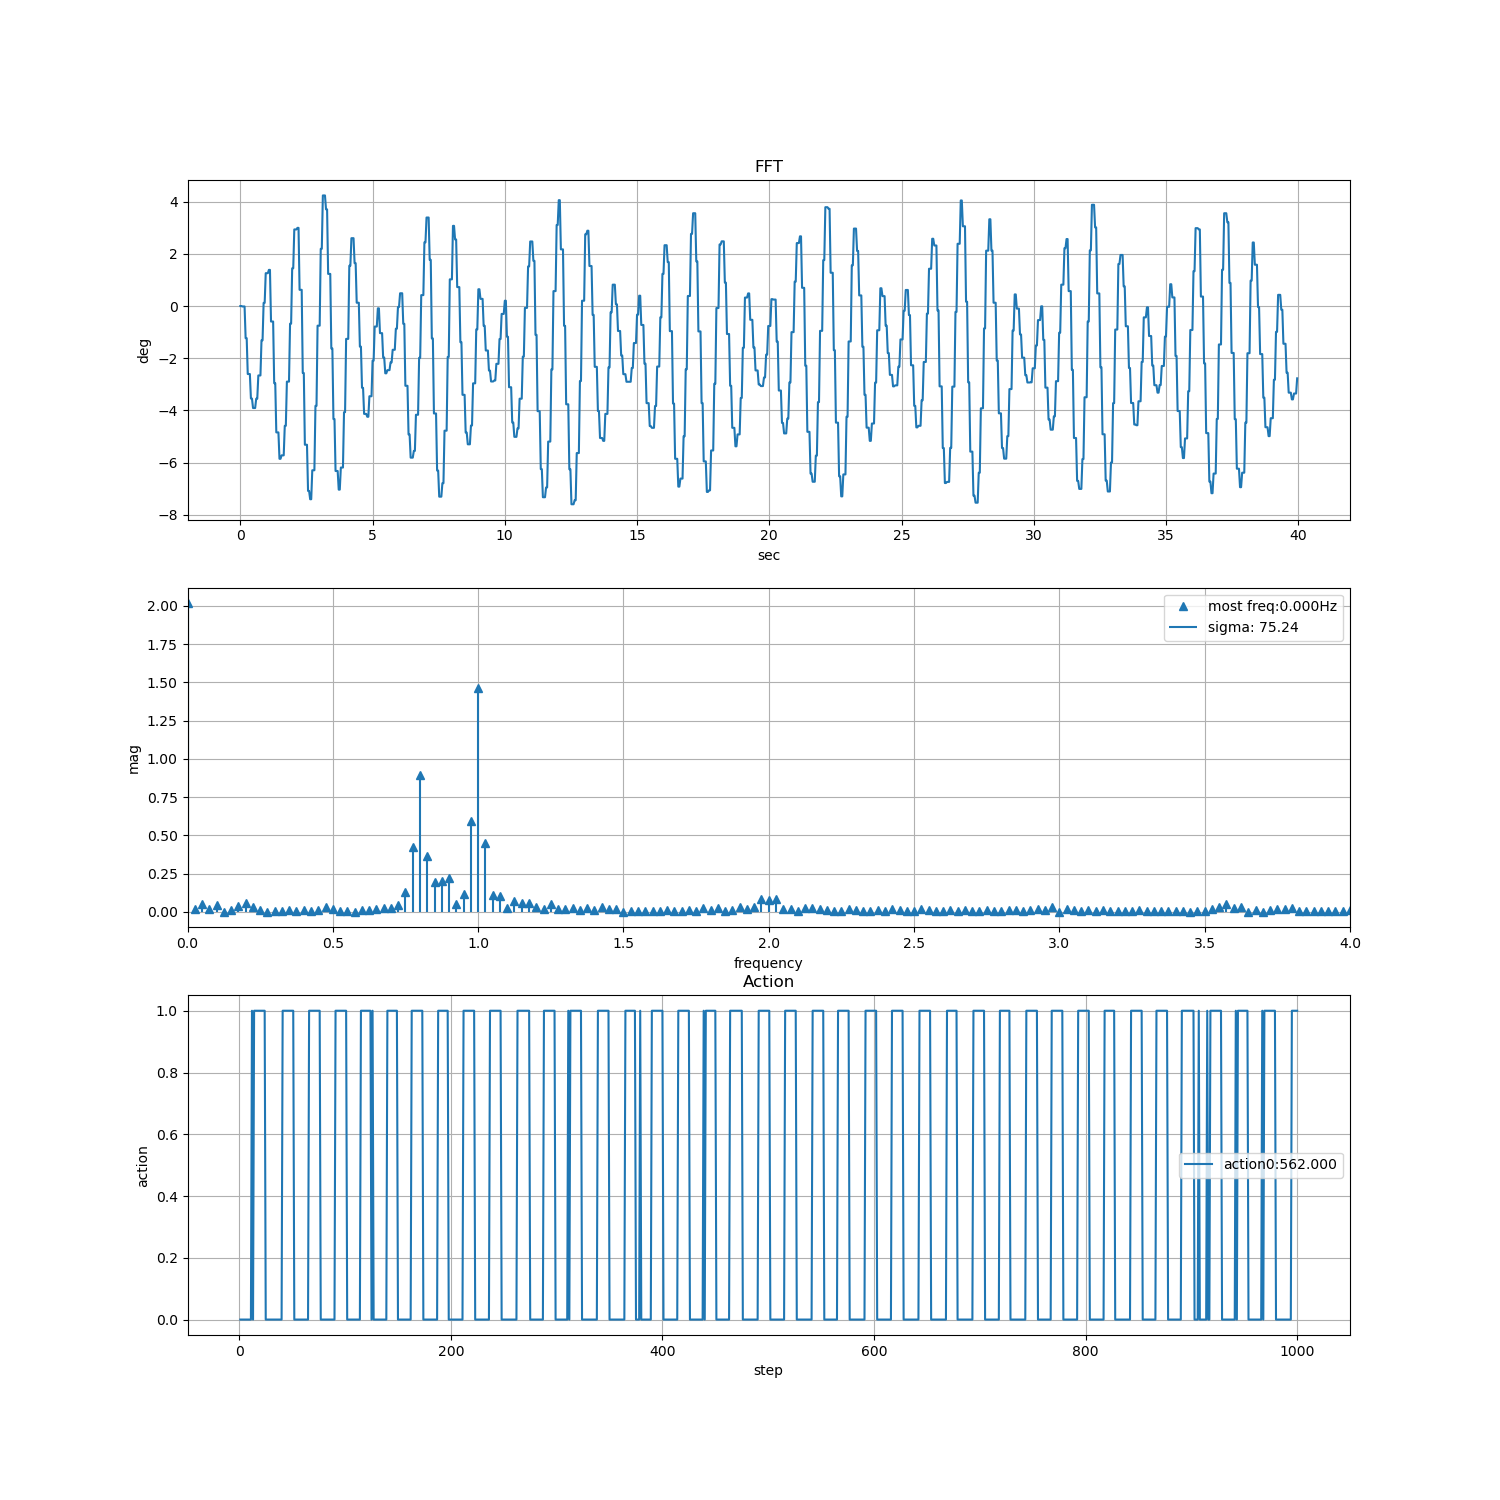 FFT
4
2
0
−2
−4
−6
−8
deg
0 5 10 15 20 25 30 35 40
sec
2.00
1.75
1.50
1.25
1.00
0.75
0.50
0.25
0.00
mag
most freq:0.000Hz
sigma: 75.24
0.0 0.5 1.0 1.5 2.0 2.5 3.0 3.5 4.0
frequency
Action
1.0
0.8
0.6
0.4
0.2
0.0
action
action0:562.000
0 200 400 600 800 1000
step